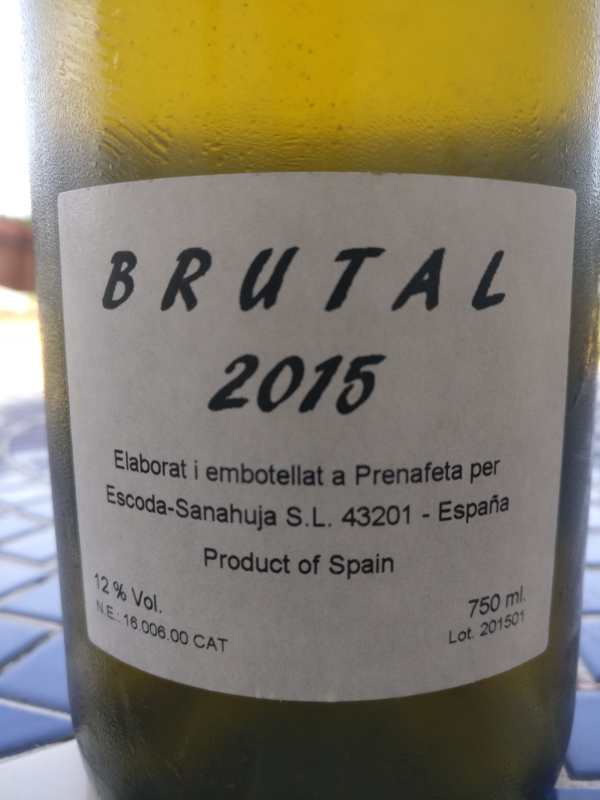 BRUTAL
2015
Elaborat i embotellat a Prenafeta per
Escoda-Sanahuja S.L. 43201 - España
Product of Spain
12 % Vol.
N.E.: 16.006.00 CAT
750 ml.
Lot. 201501